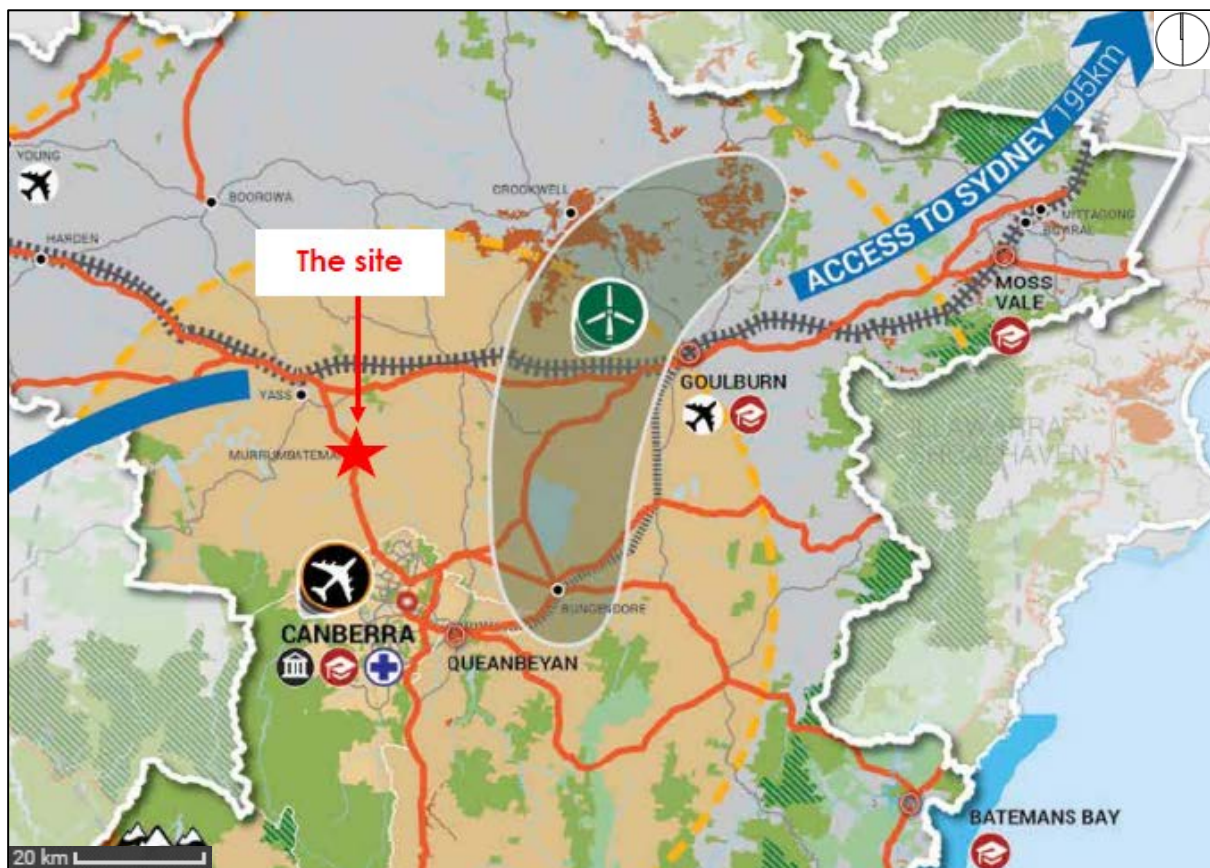 ACCESS TO SYDNEY 195km
YOUNG
CROOKWELL
BOOROWA
MITTAGONG
BOWRAL
HARDEN
The site
MOSS
VALE
GOULBURN
YASS
MURRUMBATEMA
BUNGENDORE
CANBERRA
QUEANBEYAN
BATEMANS BAY
20 km